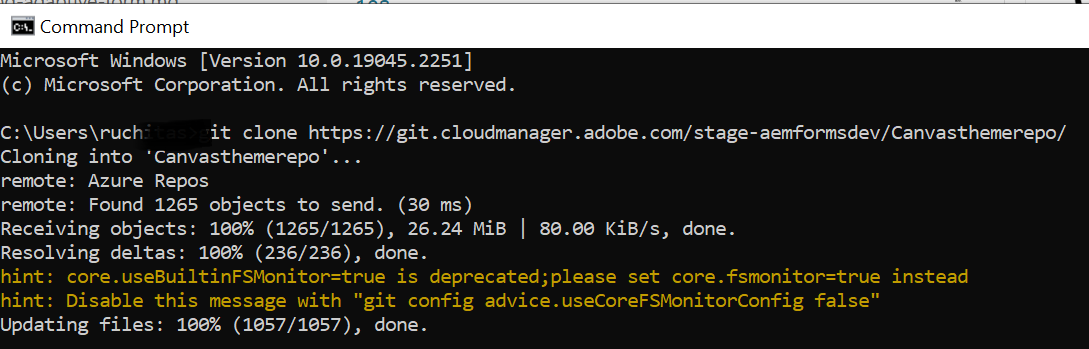 Command Prompt
Microsoft Windows [Version 10.0.19045.2251]
(c) Microsoft Corporation. All rights reserved.
C:\Users\ruchitas>git clone https://git.cloudmanager.adobe.com/stage-aemformsdev/Canvasthemerepo/
Cloning into 'Canvasthemerepo'...
remote: Azure Repos
remote: Found 1265 objects to send. (30 ms)
Receiving objects: 100% (1265/1265), 26.24 MiB | 80.00 KiB/s, done.
Resolving deltas: 100% (236/236), done.
hint: core.useBuiltinFSMonitor=true is deprecated;please set core.fsmonitor=true instead
hint: Disable this message with "git config advice.useCoreFSMonitorConfig false"
Updating files: 100% (1057/1057), done.